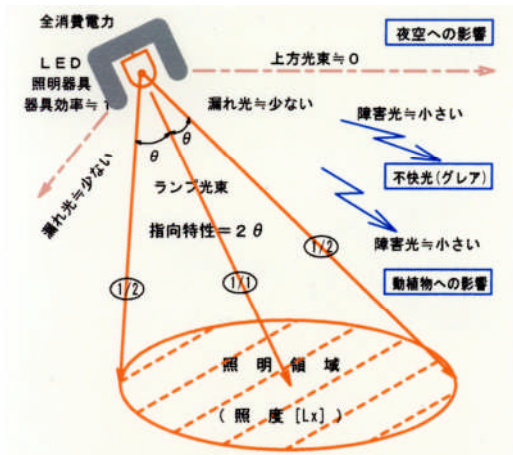 全消費電力
夜空への影響
上方光束≒0
LED
照明器具
器具効率≒1
漏れ光≒少ない
障害光≒小さい
θ
θ
不快光(グレア)
漏れ光≒少ない
ランプ光束
指向特性＝2θ
1/2
障害光≒小さい
1/2
1/1
動植物への影響
照 明 領 域
( 照 度 [Lx] )